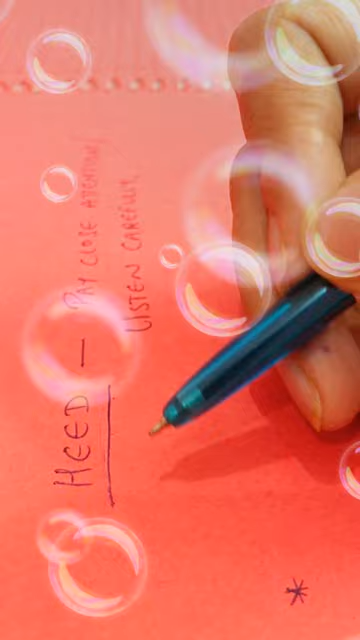 HEED — PAY CLOSE ATTENTION/
LISTEN CAREFULLY.
*